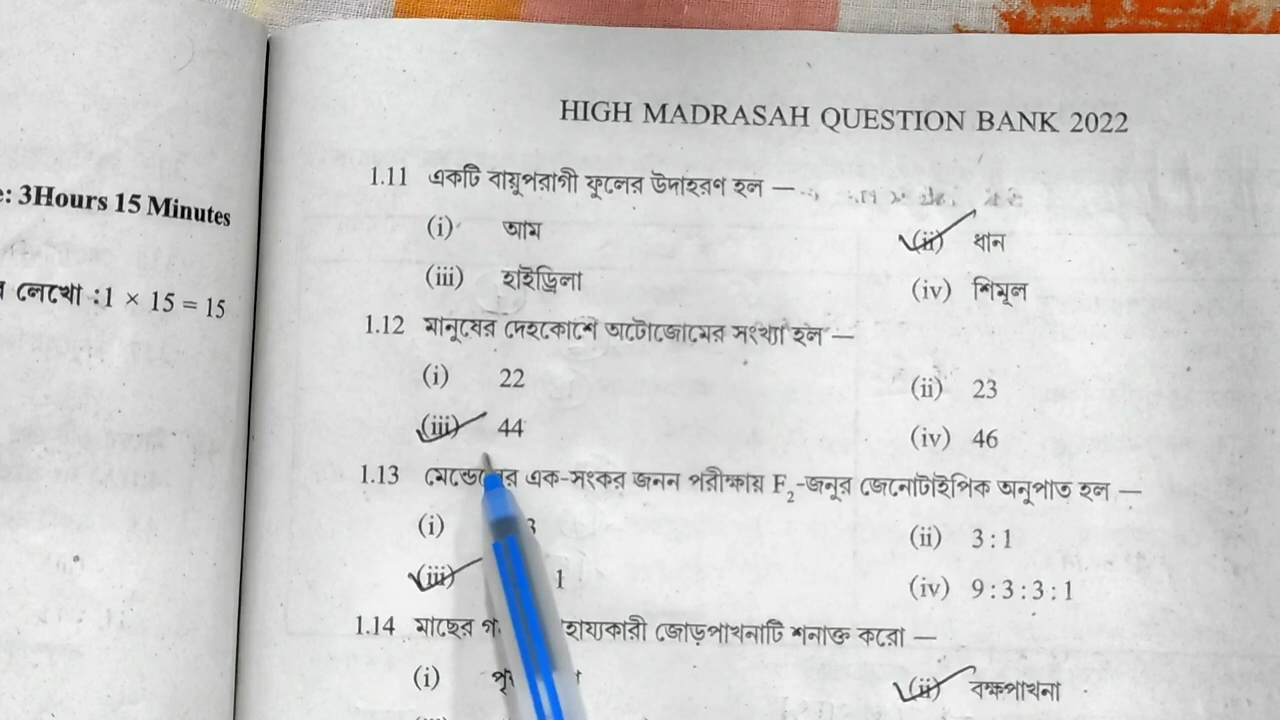 : 3Hours 15 Minutes
লেখো :1 × 15 = 15
HIGH MADRASAH QUESTION BANK 2022
1.11 একটি বায়ুপরাগী ফুলের উদাহরণ হল —
(i) আম (ii) ধান
(iii) হাইড্রিলা (iv) শিমূল
1.12 মানুষের দেহকোশে অটোজোমের সংখ্যা হল —
(i) 22 (ii) 23
(iii) 44 (iv) 46
1.13 এক-সংকর জনন পরীক্ষায় F2-জনুর জেনোটাইপিক অনুপাত হল —
(i) 3 (ii) 3 : 1
(iii) 1 (iv) 9 : 3 : 3 : 1
1.14 মাছের জোড়পাখনাটি শনাক্ত করো —
(i) (ii) বক্ষপাখনা